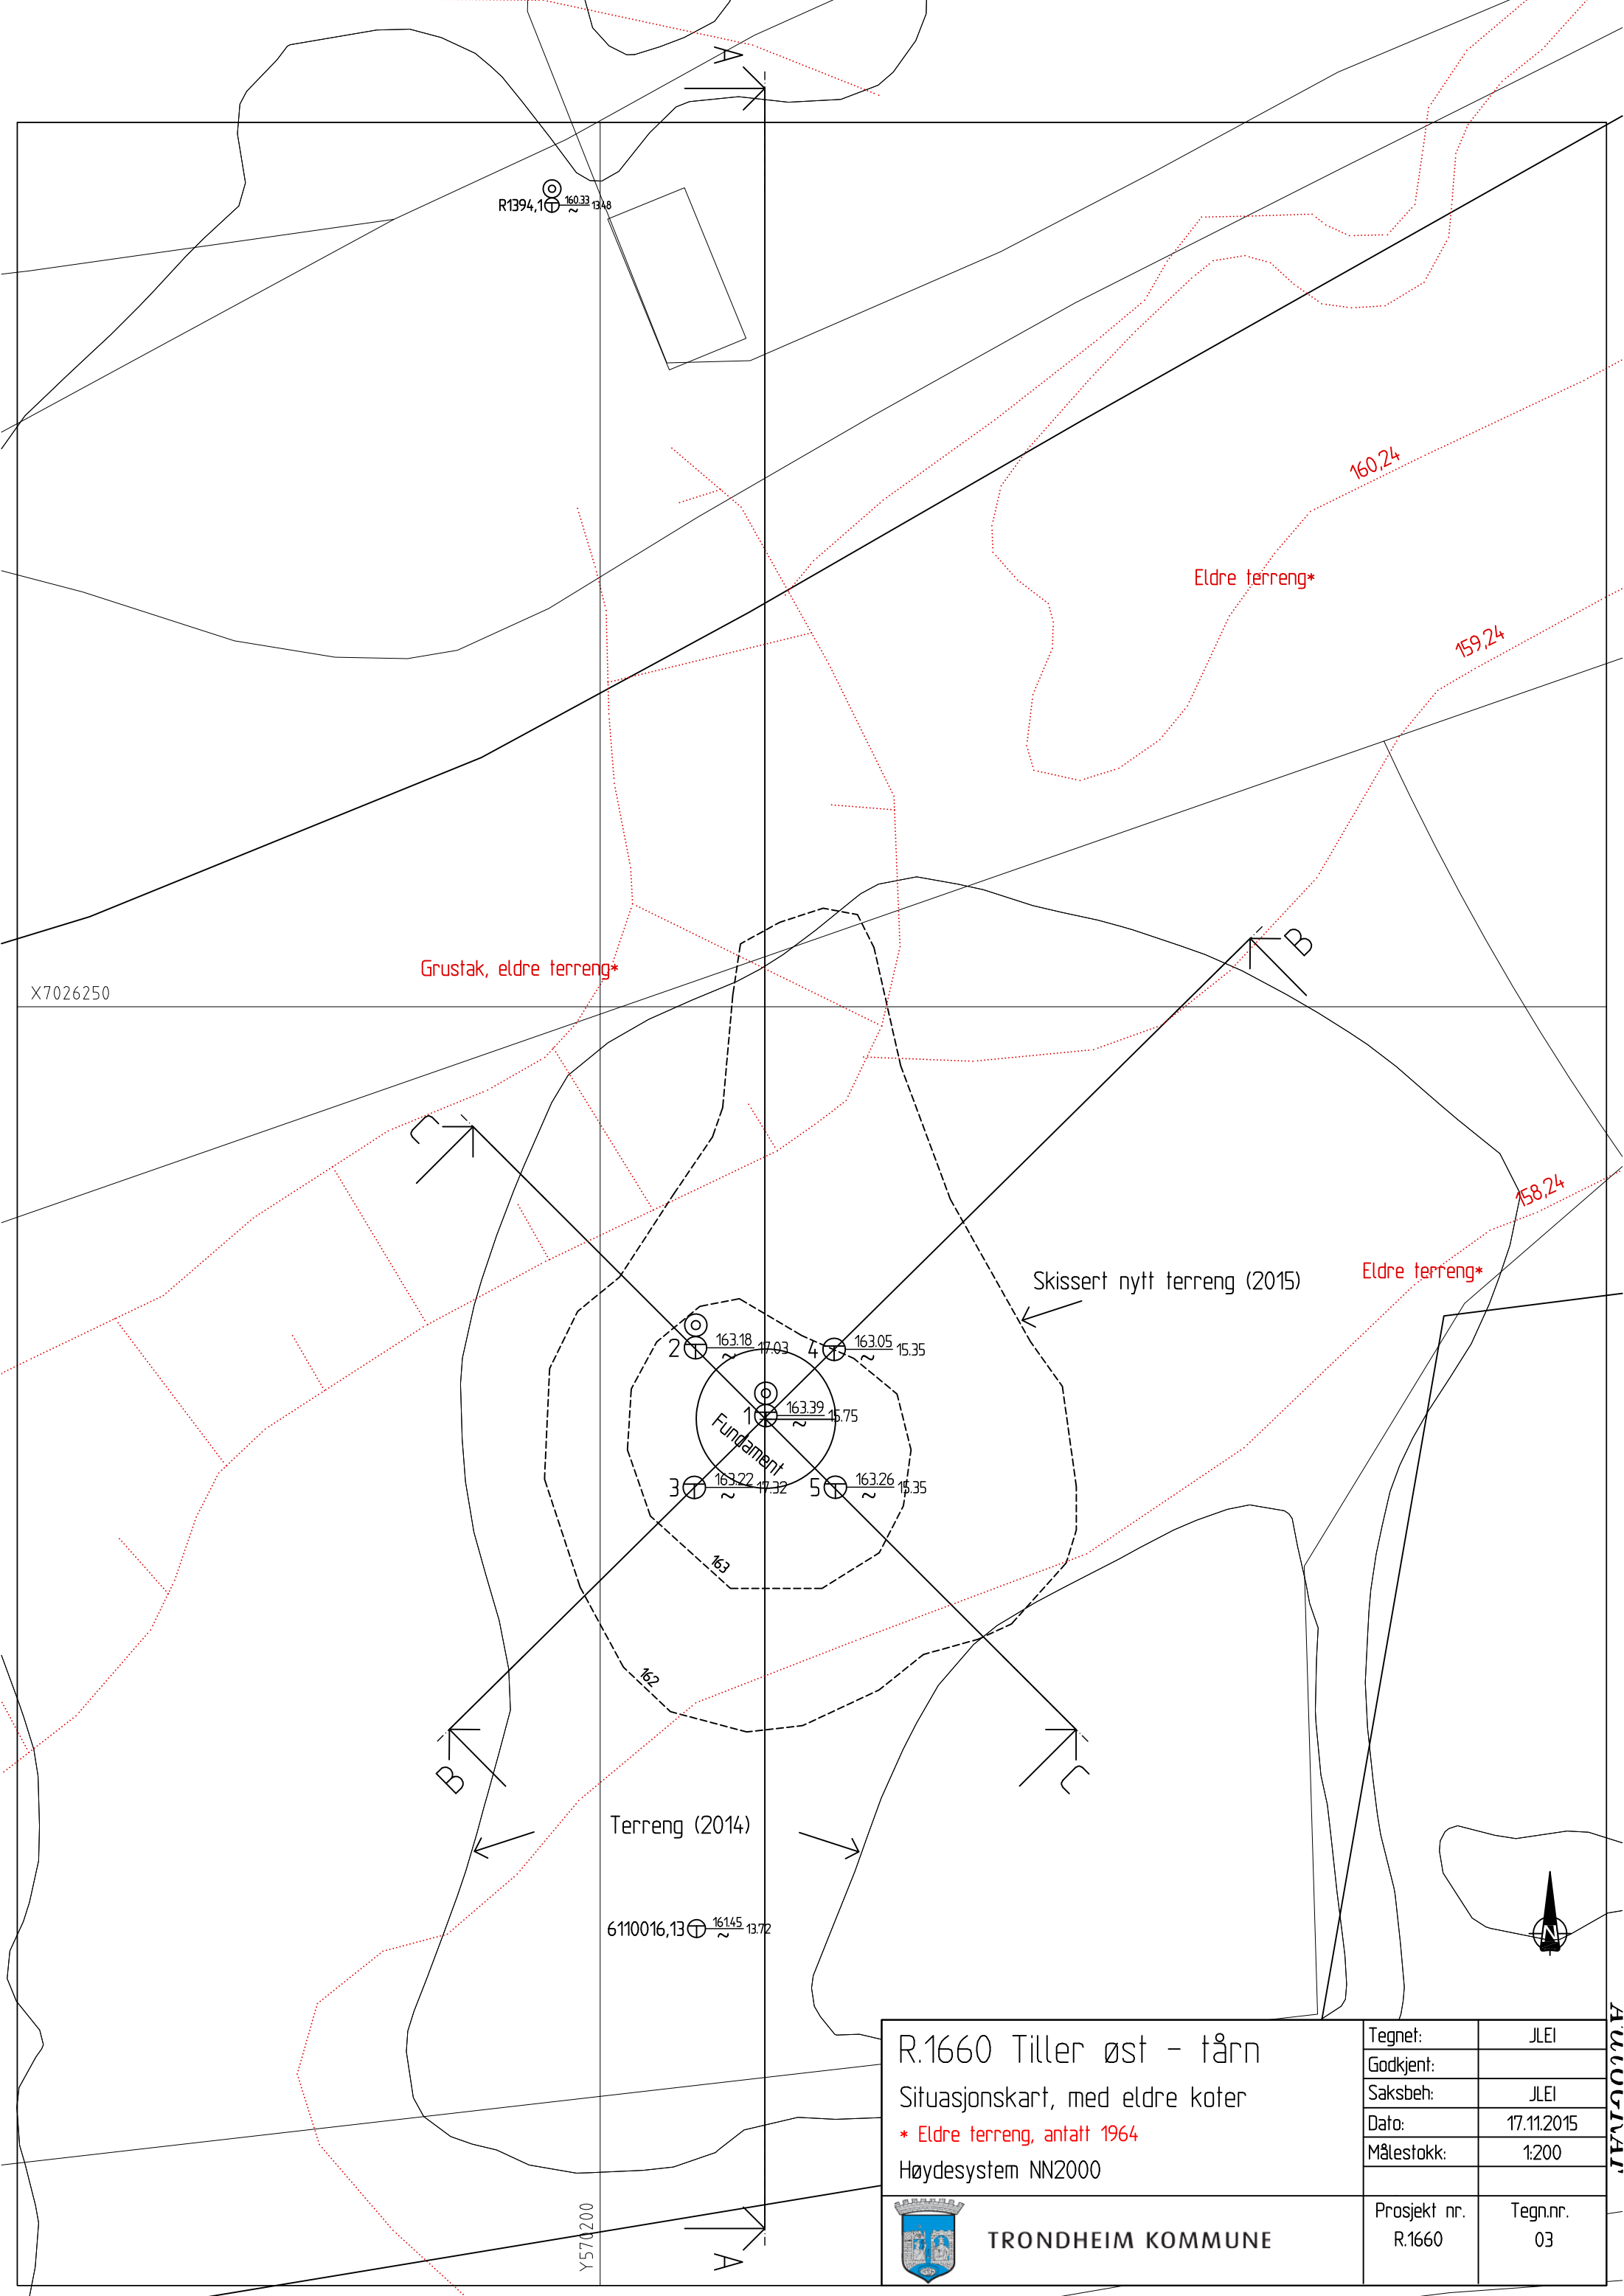 A
R1394,1 160.33 ~ 13.48
160,24
Eldre terreng*
159,24
B
Grustak, eldre terreng*
X7026250
C
158,24
Eldre terreng*
Skissert nytt terreng (2015)
2 163.18 ~ 17.03
4 163.05 ~ 15.35
1 163.39 ~ 15.75
Fundament
3 163.22 ~ 17.32
5 163.26 ~ 15.35
163
162
B
C
Terreng (2014)
6110016,13 161.45 ~ 13.72
N
Y570200
A
R.1660 Tiller øst - tårn
Situasjonskart, med eldre koter
* Eldre terreng, antatt 1964
Høydesystem NN2000
TRONDHEIM KOMMUNE
Tegnet: JLEI
Godkjent:
Saksbeh: JLEI
Dato: 17.11.2015
Målestokk: 1:200
Prosjekt nr. Tegn.nr.
R.1660 03